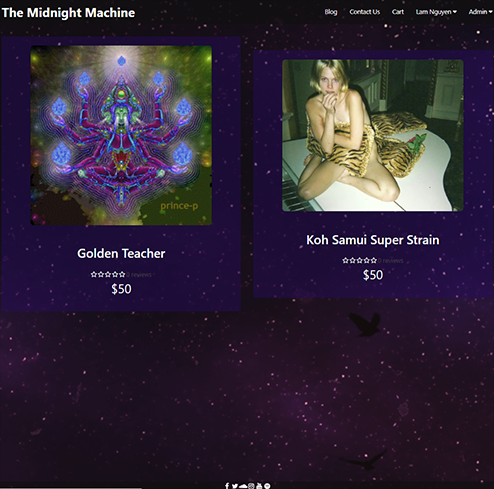 The Midnight Machine
Blog Contact Us Cart Lam Nguyen Admin
prince-p
Golden Teacher
0 reviews
$50
Koh Samui Super Strain
0 reviews
$50